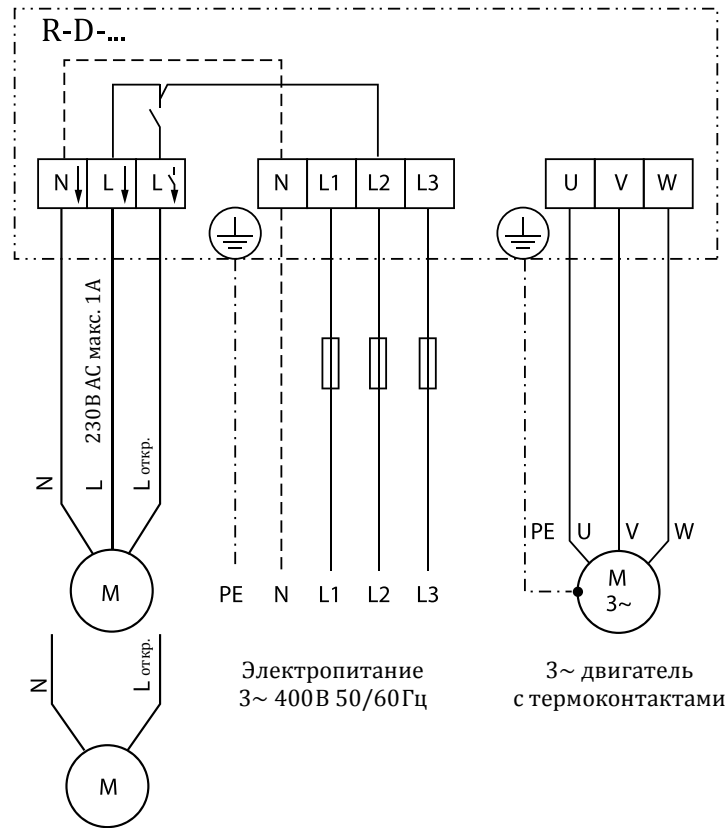 R-D-...
N L L N L1 L2 L3 U V W
230В AC макс. 1А
N L L откр.
M
PE N L1 L2 L3
PE U V W
M
3~
N L откр.
M
Электропитание
3~ 400В 50/60Гц
3~ двигатель
с термоконтактами